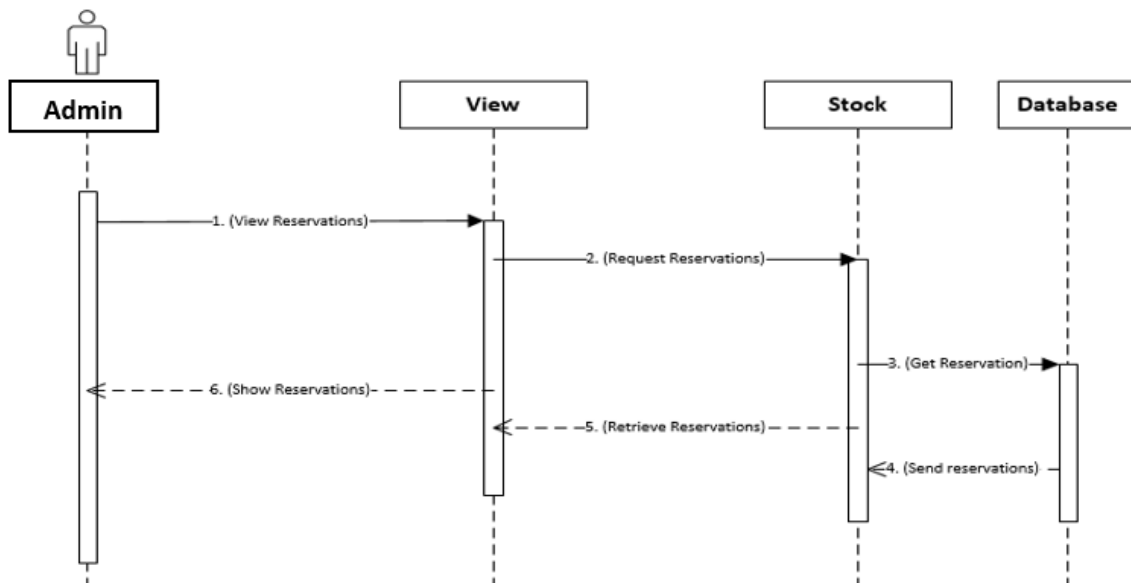 Admin
View
Stock
Database
1. (View Reservations)
2. (Request Reservations)
3. (Get Reservation)
6. (Show Reservations)
5. (Retrieve Reservations)
4. (Send reservations)